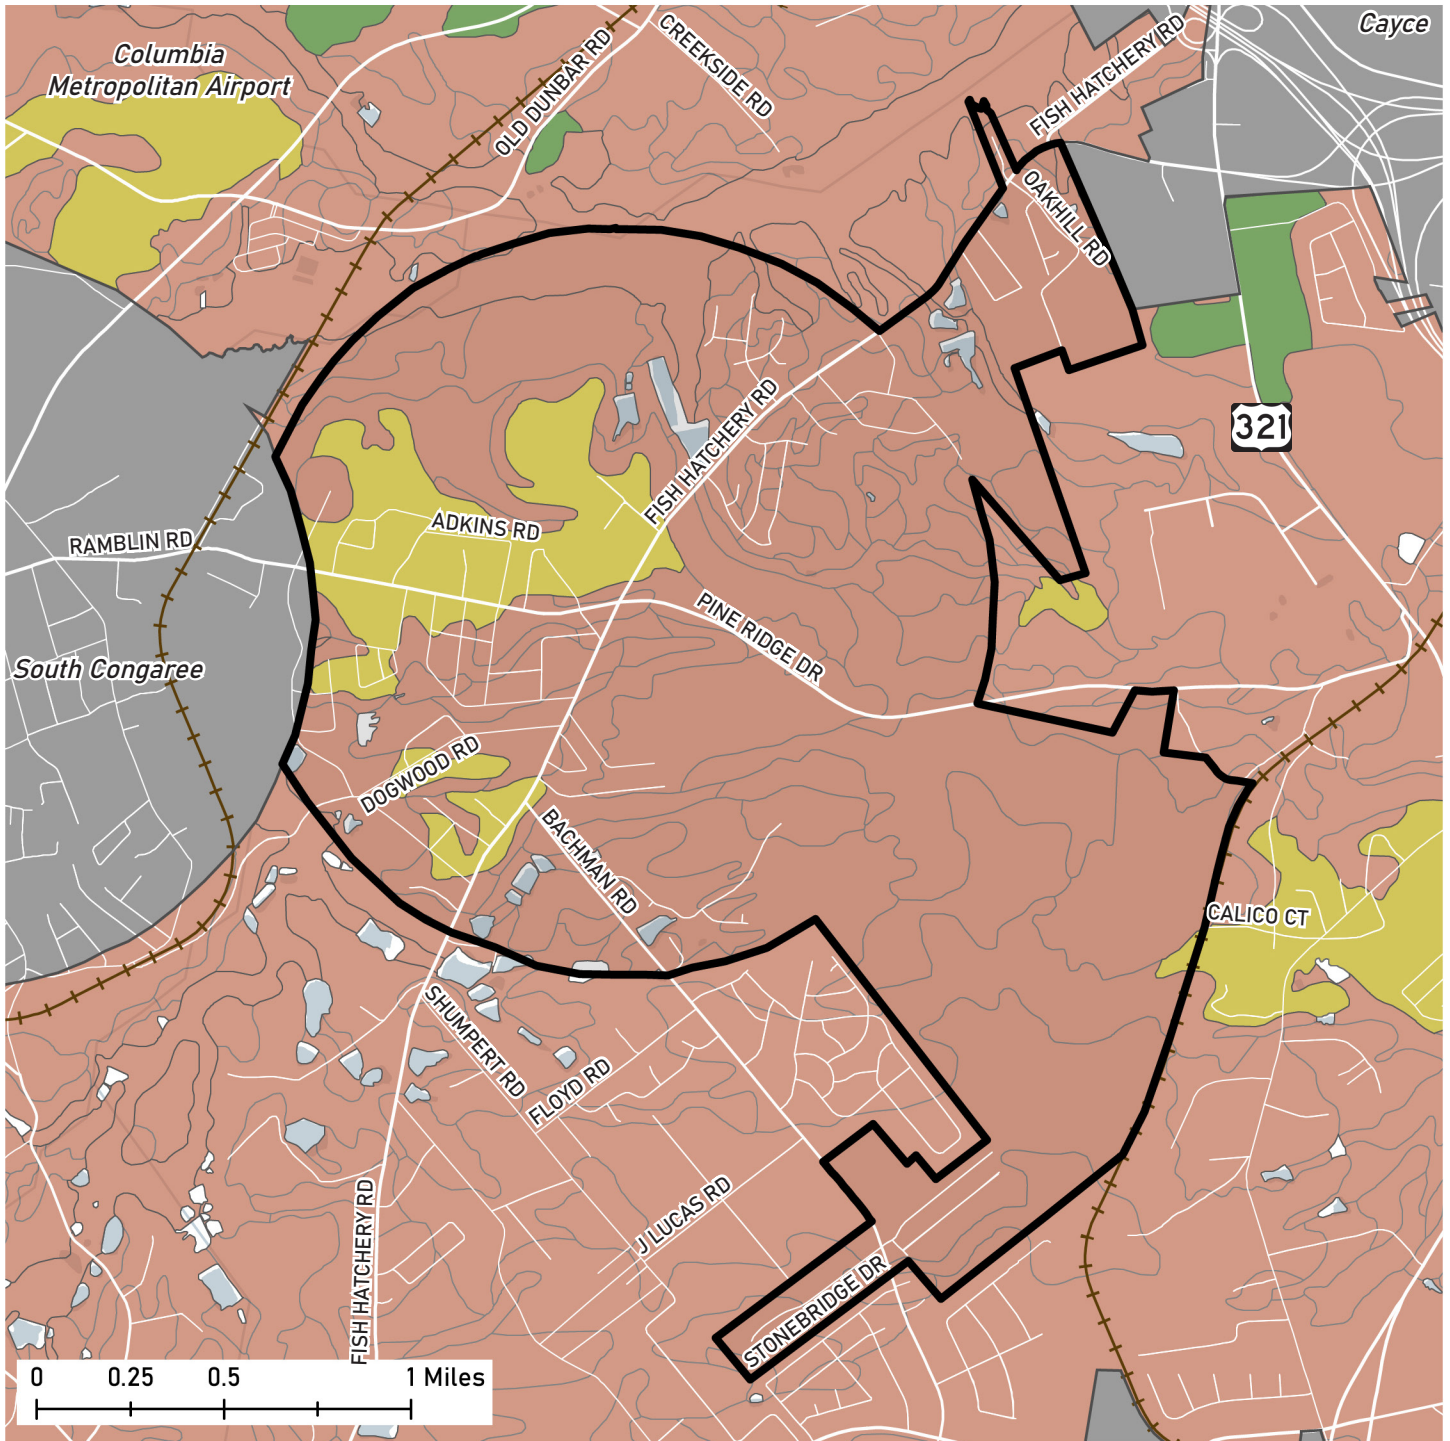 Columbia
Metropolitan Airport
OLD DUNBAR RD
CREEKSIDE RD
FISH HATCHERY RD
Cayce
OAKHILL RD
321
FISH HATCHERY RD
ADKINS RD
RAMBLIN RD
PINE RIDGE DR
South Congaree
DOGWOOD RD
BACHMAN RD
CALICO CT
SHUMPERT RD
FLOYD RD
J LUCAS RD
FISH HATCHERY RD
STONEBRIDGE DR
0 0.25 0.5 1 Miles